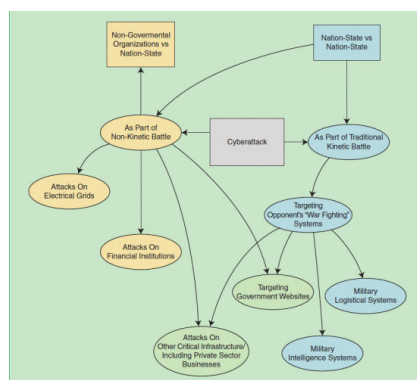 Non-Govermental
Organizations vs
Nation-State
Nation-State vs
Nation-State
As Part of
Non-Kinetic Battle
Cyberattack
As Part of Traditional
Kinetic Battle
Attacks On
Electrical Grids
Targeting
Opponent's "War Fighting"
Systems
Attacks On
Financial Institutions
Targeting
Government Websites
Military
Logistical Systems
Attacks On
Other Critical Infrastructure/
Including Private Sector
Businesses
Military
Intelligence Systems